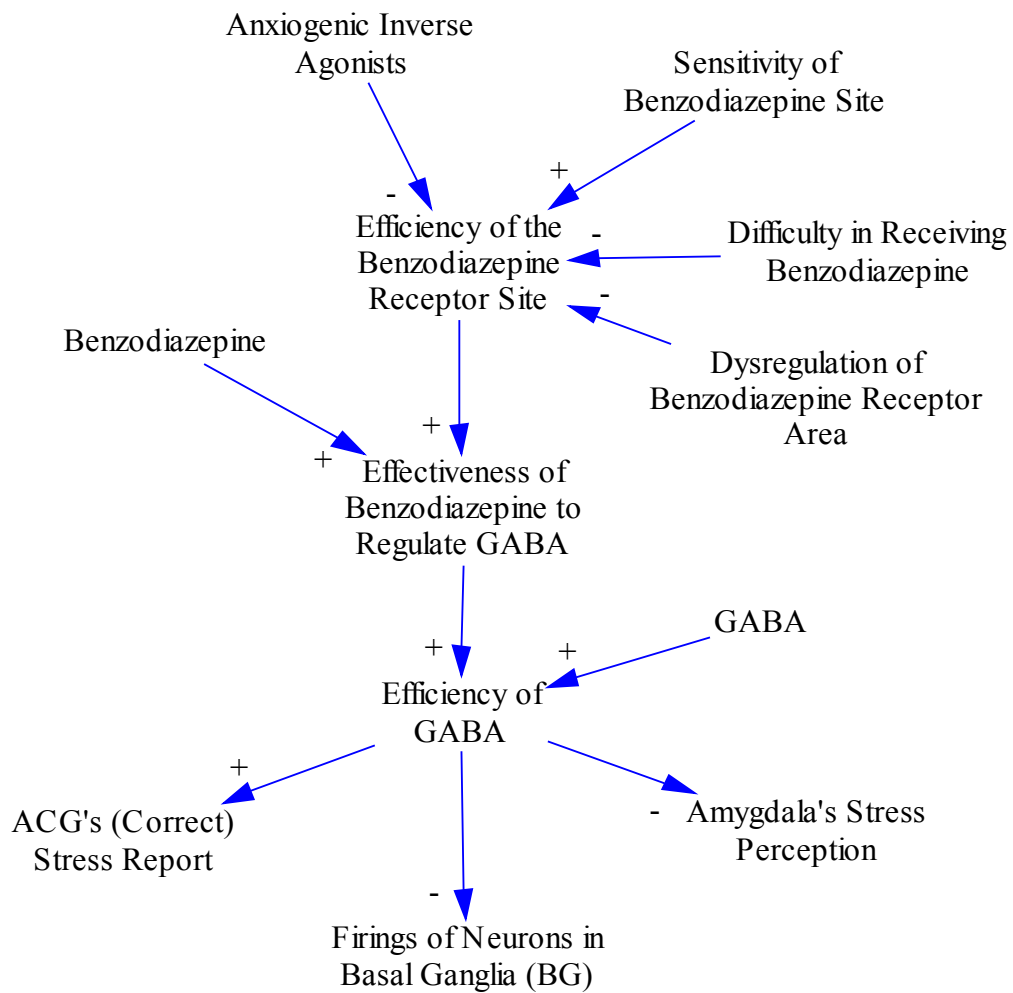 Anxiogenic Inverse
Agonists
Sensitivity of
Benzodiazepine Site
+
-
Efficiency of the
Benzodiazepine
Receptor Site
-
Difficulty in Receiving
Benzodiazepine
-
Dysregulation of
Benzodiazepine Receptor
Area
Benzodiazepine
+
+
Effectiveness of
Benzodiazepine to
Regulate GABA
GABA
+
+
Efficiency of
GABA
+
ACG's (Correct)
Stress Report
-
Amygdala's Stress
Perception
-
Firings of Neurons in
Basal Ganglia (BG)